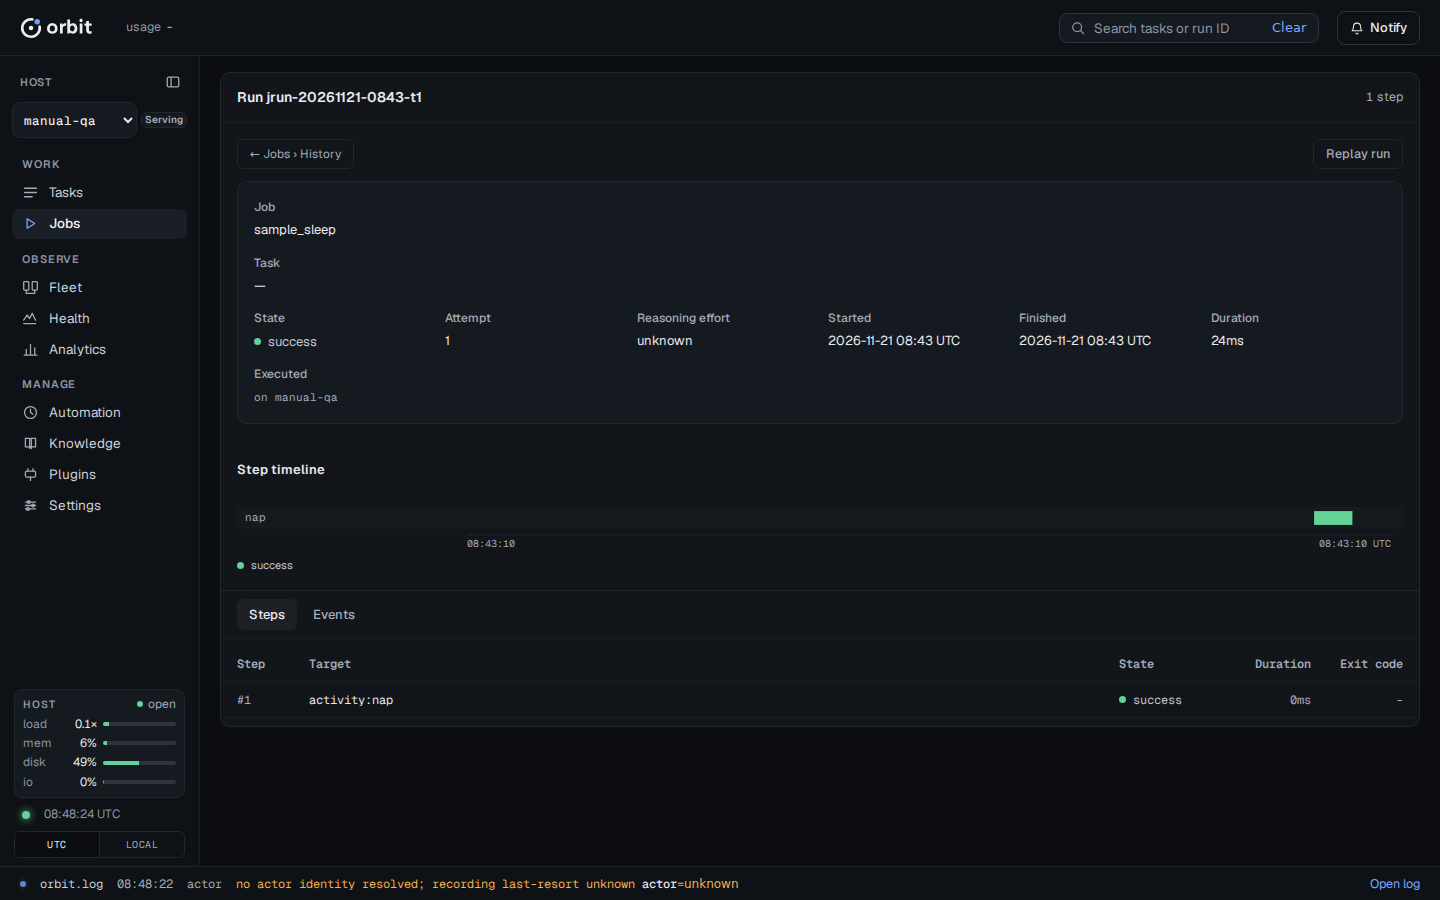 orbit
usage -
Search tasks or run ID
Clear
Notify
HOST
manual-qa
Serving
WORK
Tasks
Jobs
OBSERVE
Fleet
Health
Analytics
MANAGE
Automation
Knowledge
Plugins
Settings
HOST
open
load 0.1×
mem 6%
disk 49%
io 0%
08:48:24 UTC
UTC LOCAL
Run jrun-20261121-0843-t1
1 step
← Jobs › History
Replay run
Job
sample_sleep
Task
—
State Attempt Reasoning effort Started Finished Duration
success 1 unknown 2026-11-21 08:43 UTC 2026-11-21 08:43 UTC 24ms
Executed
on manual-qa
Step timeline
nap
08:43:10 08:43:10 UTC
success
Steps Events
Step Target State Duration Exit code
#1 activity:nap success 0ms -
orbit.log 08:48:22 actor no actor identity resolved; recording last-resort unknown actor=unknown
Open log